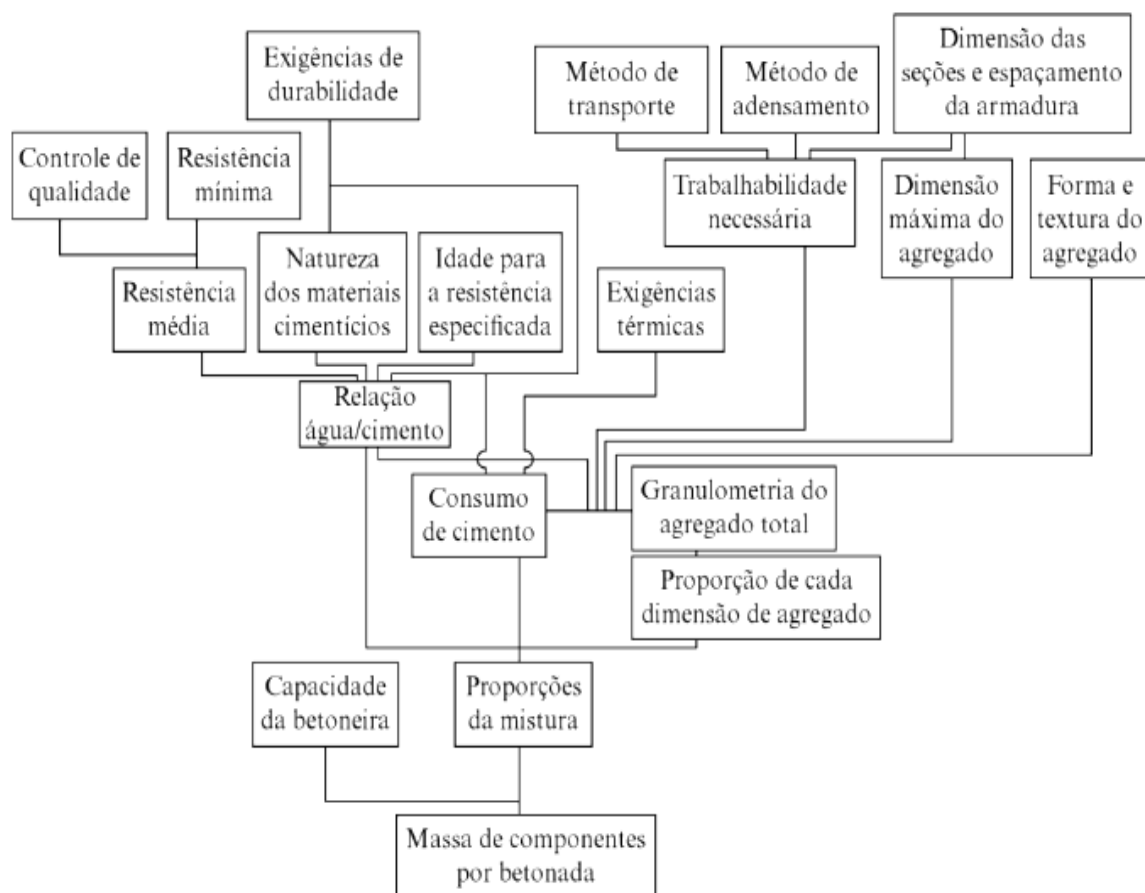 Exigências de
durabilidade
Método de
transporte
Método de
adensamento
Dimensão das
seções e espaçamento
da armadura
Controle de
qualidade
Resistência
mínima
Trabalhabilidade
necessária
Dimensão
máxima do
agregado
Forma e
textura do
agregado
Resistência
média
Natureza
dos materiais
cimentícios
Idade para
a resistência
especificada
Exigências
térmicas
Relação
água/cimento
Consumo
de cimento
Granulometria do
agregado total
Proporção de cada
dimensão de agregado
Capacidade
da betoneira
Proporções
da mistura
Massa de componentes
por betonada